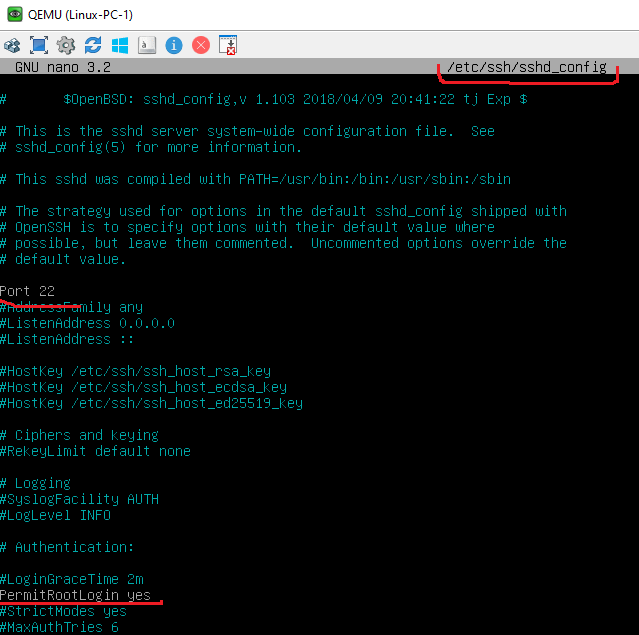 QEMU (Linux-PC-1)
GNU nano 3.2 /etc/ssh/sshd_config
# $OpenBSD: sshd_config,v 1.103 2018/04/09 20:41:22 tj Exp $
# This is the sshd server system-wide configuration file. See
# sshd_config(5) for more information.
# This sshd was compiled with PATH=/usr/bin:/bin:/usr/sbin:/sbin
# The strategy used for options in the default sshd_config shipped with
# OpenSSH is to specify options with their default value where
# possible, but leave them commented. Uncommented options override the
# default value.
Port 22
#AddressFamily any
#ListenAddress 0.0.0.0
#ListenAddress ::
#HostKey /etc/ssh/ssh_host_rsa_key
#HostKey /etc/ssh/ssh_host_ecdsa_key
#HostKey /etc/ssh/ssh_host_ed25519_key
# Ciphers and keying
#RekeyLimit default none
# Logging
#SyslogFacility AUTH
#LogLevel INFO
# Authentication:
#LoginGraceTime 2m
PermitRootLogin yes
#StrictModes yes
#MaxAuthTries 6